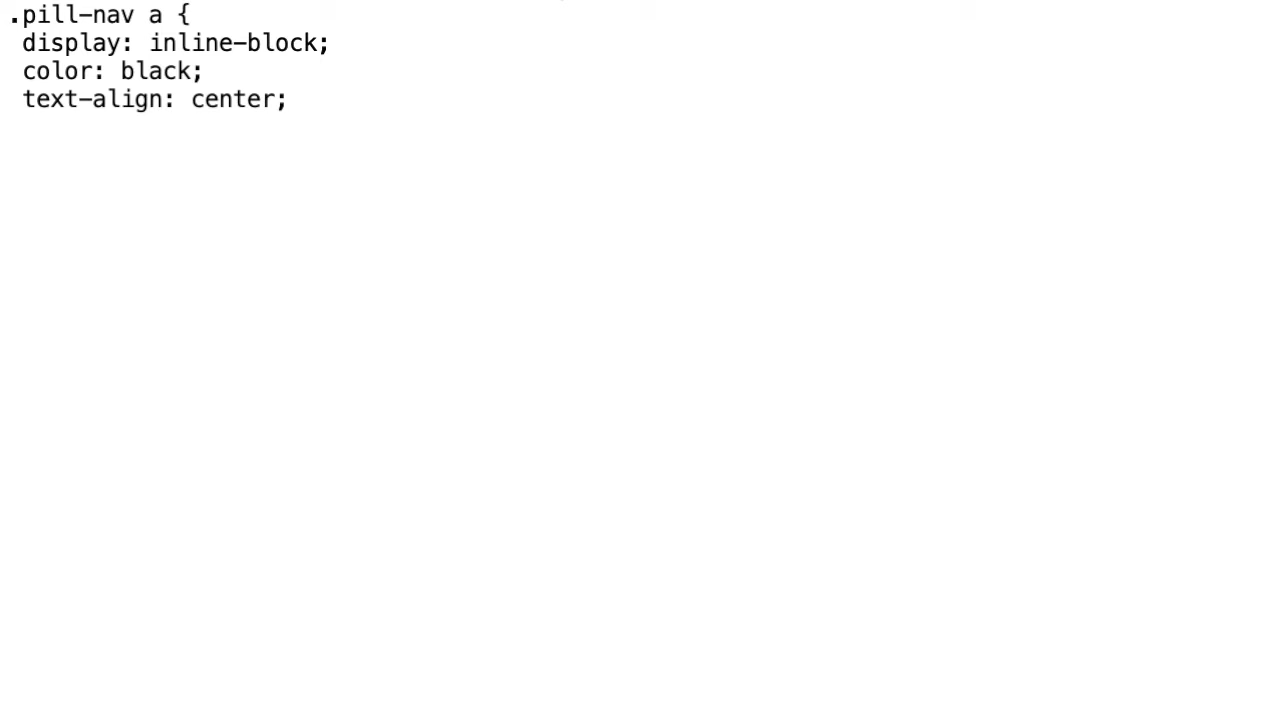 .pill-nav a {
 display: inline-block;
 color: black;
 text-align: center;